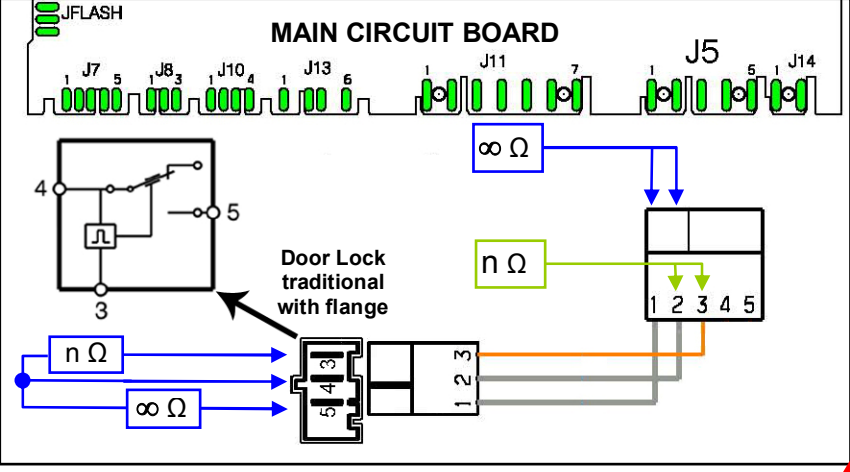 JFLASH
MAIN CIRCUIT BOARD
J7
J8
J10
J13
J11
J5
J14
1 5 1 3 1 4 1 6 1 7 1 5 1
∞ Ω
4
5
3
Door Lock
traditional
with flange
n Ω
1 2 3 4 5
n Ω
∞ Ω
3
4
5
3
2
1